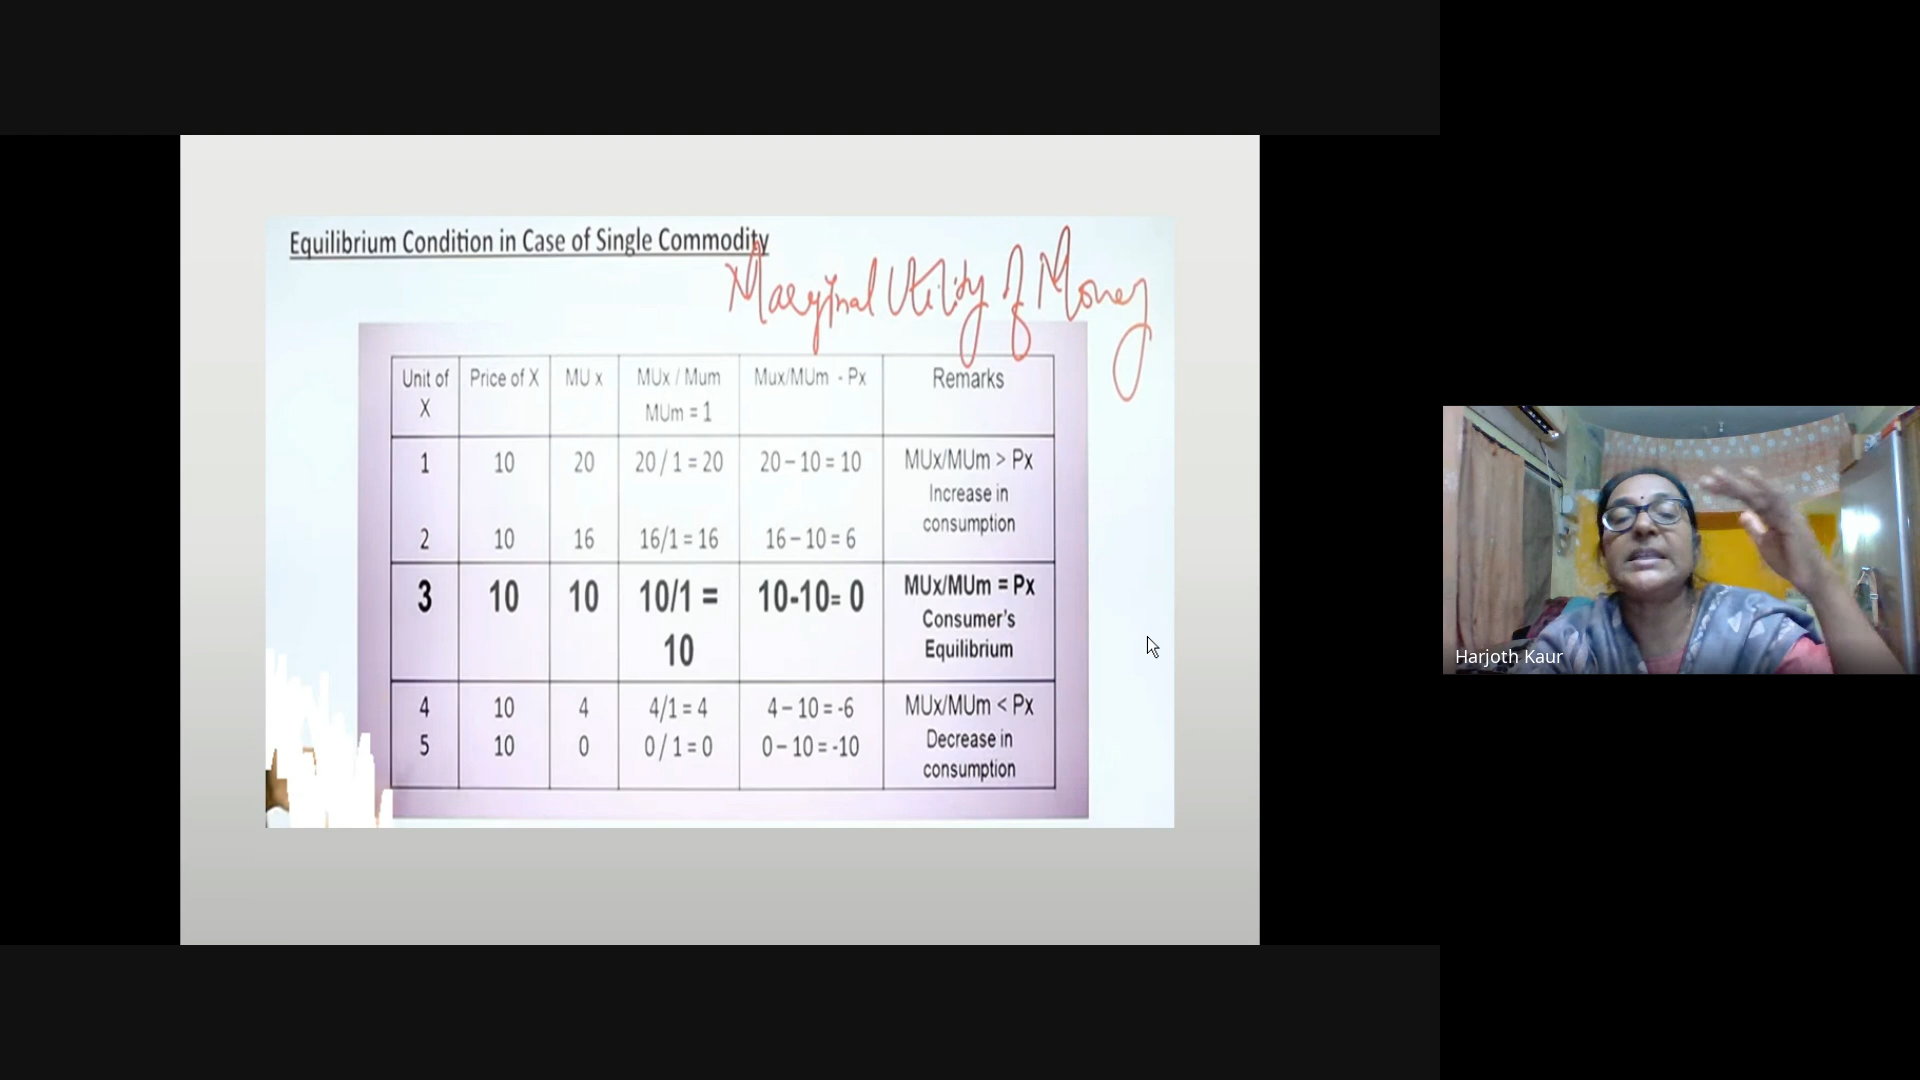 Equilibrium Condition in Case of Single Commodity
Marginal Utility of Money
Unit of X Price of X MU x MUx / Mum MUm = 1 Mux/MUm - Px Remarks
1 10 20 20 / 1 = 20 20 – 10 = 10 MUx/MUm > Px
Increase in
consumption
2 10 16 16/1 = 16 16 – 10 = 6
3 10 10 10/1 = 10 10-10= 0 MUx/MUm = Px
Consumer's
Equilibrium
4 10 4 4/1 = 4 4 – 10 = -6 MUx/MUm < Px
5 10 0 0 / 1 = 0 0 – 10 = -10 Decrease in
consumption
Harjoth Kaur